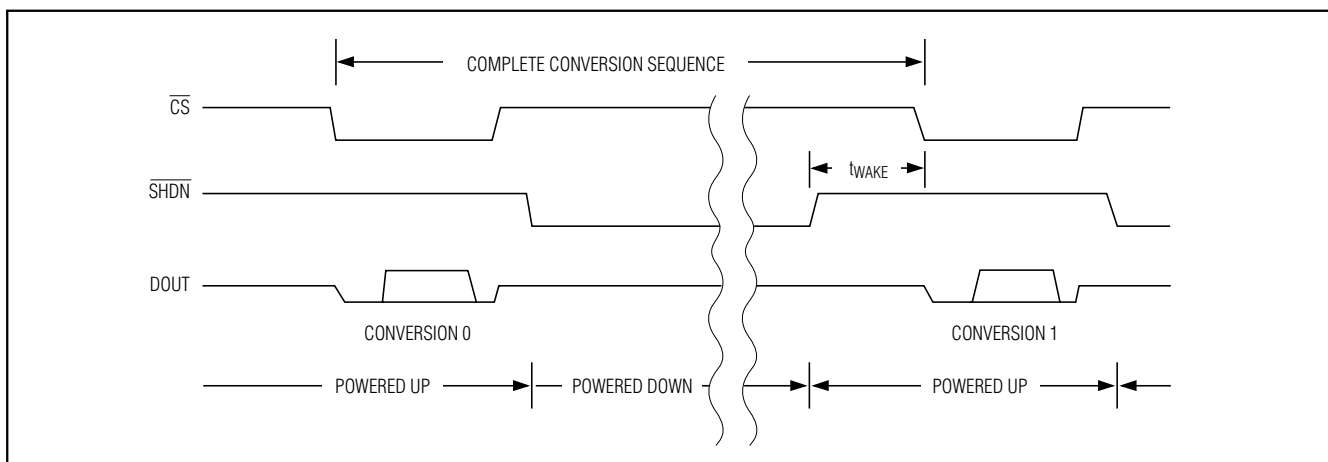 COMPLETE CONVERSION SEQUENCE
CS
tWAKE
SHDN
DOUT
CONVERSION 0
CONVERSION 1
POWERED UP
POWERED DOWN
POWERED UP